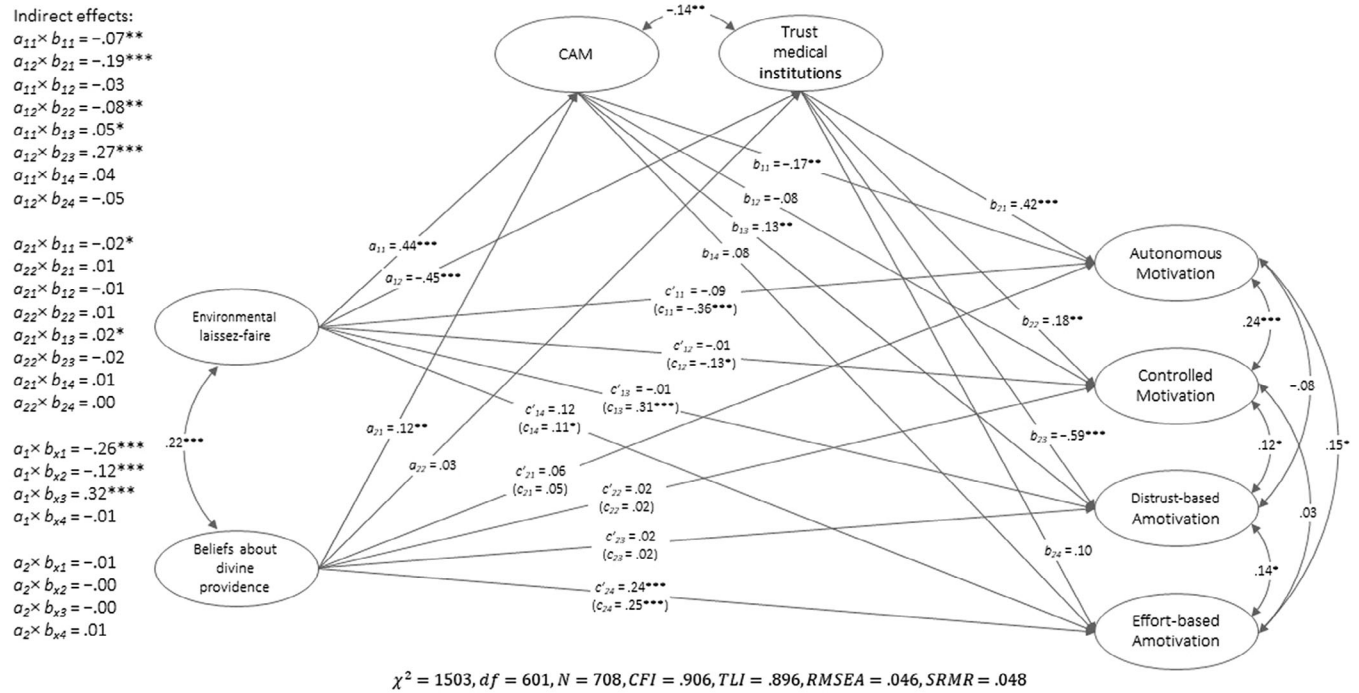 Indirect effects:
a11× b11 = −.07**
a12× b21 = −.19***
a11× b12 = −.03
a12× b22 = −.08**
a11× b13 = .05*
a12× b23 = .27***
a11× b14 = .04
a12× b24 = −.05
a21× b11 = −.02*
a22× b21 = .01
a21× b12 = −.01
a22× b22 = .01
a21× b13 = .02*
a22× b23 = −.02
a21× b14 = .01
a22× b24 = .00
a1× bx1 = −.26***
a1× bx2 = −.12***
a1× bx3 = .32***
a1× bx4 = −.01
a2× bx1 = −.01
a2× bx2 = −.00
a2× bx3 = −.00
a2× bx4 = .01
CAM
−.14**
Trust
medical
institutions
b11 = −.17**
b12 = −.08
b13 = .13**
b14 = .08
b21 = .42***
a11 = .44***
a12 = −.45***
Environmental
laissez-faire
c'11 = −.09
(c11 = −.36***)
b22 = .18**
c'12 = −.01
(c12 = −.13*)
c'13 = −.01
(c13 = .31***)
c'14 = .12
(c14 = .11*)
a21 = .12**
a22 = .03
.22***
b23 = −.59***
c'21 = .06
(c21 = .05)
c'22 = .02
(c22 = .02)
c'23 = .02
(c23 = .02)
b24 = .10
c'24 = .24***
(c24 = .25***)
Beliefs about
divine
providence
Autonomous
Motivation
.24***
Controlled
Motivation
−.08
.12*
.15*
Distrust-based
Amotivation
.03
.14*
Effort-based
Amotivation
χ² = 1503, df = 601, N = 708, CFI = .906, TLI = .896, RMSEA = .046, SRMR = .048